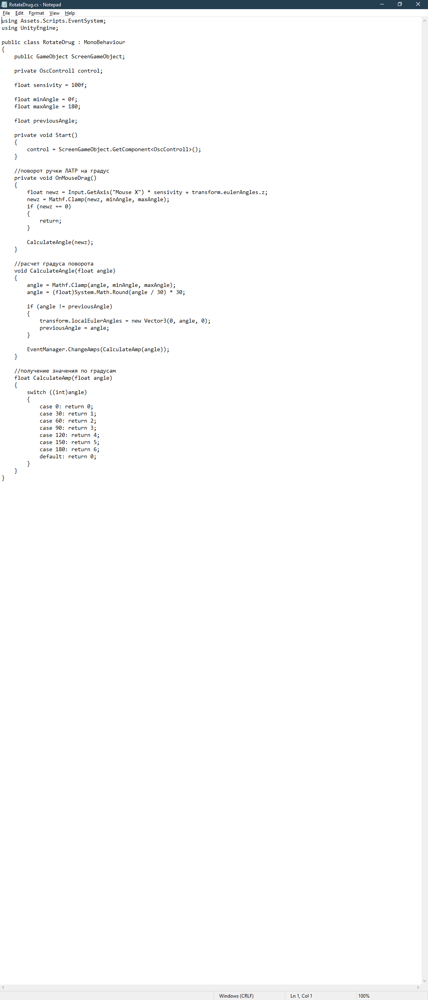 RotateDrug.cs - Notepad
File Edit Format View Help
using Assets.Scripts.EventSystem;
using UnityEngine;

public class RotateDrug : MonoBehaviour
{
    public GameObject ScreenGameObject;

    private OscControll control;

    float sensivity = 100f;

    float minAngle = 0f;
    float maxAngle = 180;

    float previousAngle;

    private void Start()
    {
        control = ScreenGameObject.GetComponent<OscControll>();
    }

    //поворот ручки ЛАТР на градус
    private void OnMouseDrag()
    {
        float newz = Input.GetAxis("Mouse X") * sensivity + transform.eulerAngles.z;
        newz = Mathf.Clamp(newz, minAngle, maxAngle);
        if (newz == 0)
        {
            return;
        }

        CalculateAngle(newz);
    }

    //расчет градуса поворота
    void CalculateAngle(float angle)
    {
        angle = Mathf.Clamp(angle, minAngle, maxAngle);
        angle = (float)System.Math.Round(angle / 30) * 30;

        if (angle != previousAngle)
        {
            transform.localEulerAngles = new Vector3(0, angle, 0);
            previousAngle = angle;
        }

        EventManager.ChangeAmps(CalculateAmp(angle));
    }

    //получение значения по градусам
    float CalculateAmp(float angle)
    {
        switch ((int)angle)
        {
            case 0: return 0;
            case 30: return 1;
            case 60: return 2;
            case 90: return 3;
            case 120: return 4;
            case 150: return 5;
            case 180: return 6;
            default: return 0;
        }
    }
}
Windows (CRLF) Ln 1, Col 1 100%